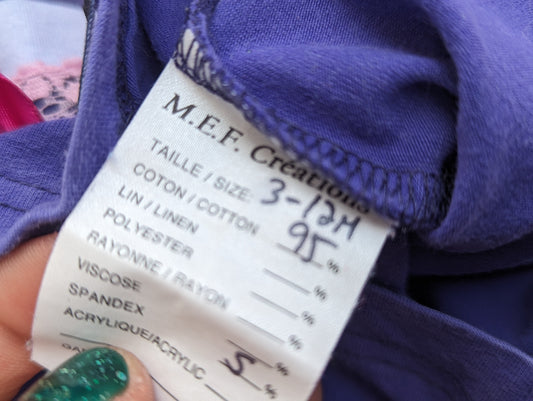 M.E.F. Créations
TAILLE / SIZE: 3-12M
COTON / COTTON 95 %
LIN / LINEN %
POLYESTER %
RAYONNE / RAYON %
VISCOSE %
SPANDEX 5 %
ACRYLIQUE/ACRYLIC %